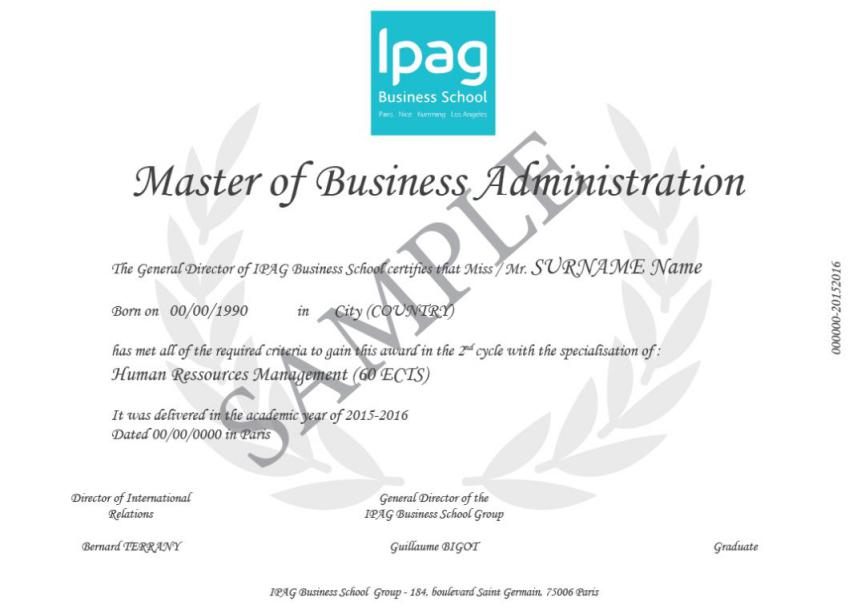 Ipag
Business School
Paris Nice Kunming Los Angeles
Master of Business Administration
The General Director of IPAG Business School certifies that Miss / Mr. SURNAME Name
Born on 00/00/1990 in City (COUNTRY)
has met all of the required criteria to gain this award in the 2nd cycle with the specialisation of :
Human Ressources Management (60 ECTS)
It was delivered in the academic year of 2015-2016
Dated 00/00/0000 in Paris
SAMPLE
000000-20152016
Director of International
Relations
General Director of the
IPAG Business School Group
Bernard TERRANY
Guillaume BIGOT
Graduate
IPAG Business School Group - 184, boulevard Saint Germain, 75006 Paris